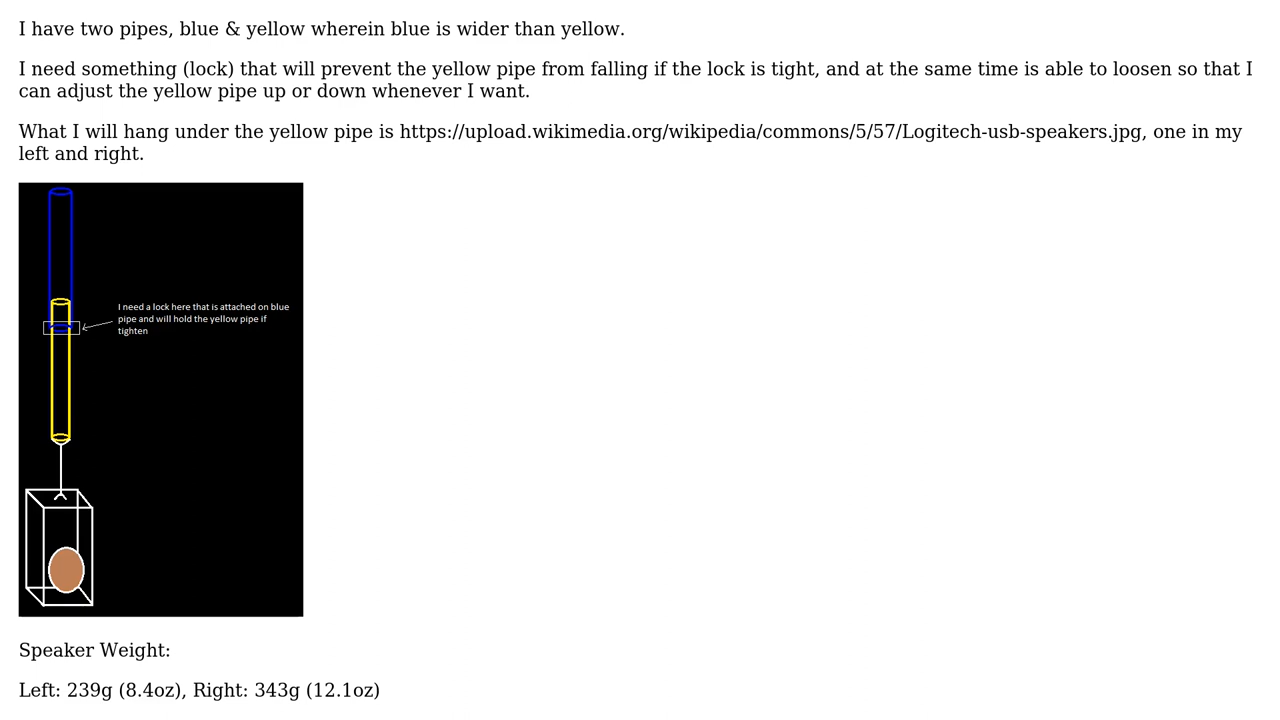 I have two pipes, blue & yellow wherein blue is wider than yellow.
I need something (lock) that will prevent the yellow pipe from falling if the lock is tight, and at the same time is able to loosen so that I
can adjust the yellow pipe up or down whenever I want.
What I will hang under the yellow pipe is https://upload.wikimedia.org/wikipedia/commons/5/57/Logitech-usb-speakers.jpg, one in my
left and right.
I need a lock here that is attached on blue
pipe and will hold the yellow pipe if
tighten
Speaker Weight:
Left: 239g (8.4oz), Right: 343g (12.1oz)